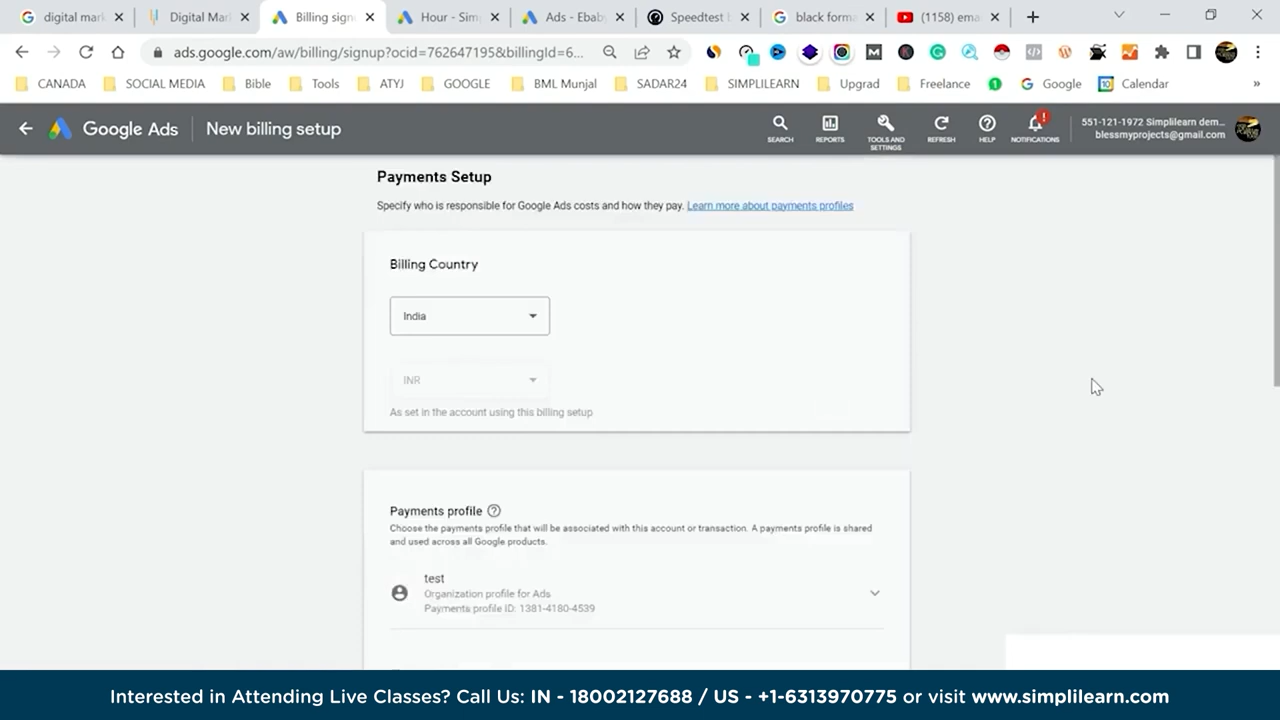 digital mark
Digital Mark
Billing sign
Hour - Simp
Ads - Ebaby
Speedtest b
black forma
(1158) ema
ads.google.com/aw/billing/signup?ocid=762647195&billingId=6...
CANADA
SOCIAL MEDIA
Bible
Tools
ATYJ
GOOGLE
BML Munjal
SADAR24
SIMPLILEARN
Upgrad
Freelance
Google
Calendar
»
Google Ads
New billing setup
SEARCH
REPORTS
TOOLS AND
SETTINGS
REFRESH
HELP
NOTIFICATIONS
551-121-1972 Simplilearn dem...
blessmyprojects@gmail.com
Payments Setup
Specify who is responsible for Google Ads costs and how they pay. Learn more about payments profiles
Billing Country
India
INR
As set in the account using this billing setup
Payments profile
Choose the payments profile that will be associated with this account or transaction. A payments profile is shared
and used across all Google products.
test
Organization profile for Ads
Payments profile ID: 1381-4180-4539
Interested in Attending Live Classes? Call Us: IN - 18002127688 / US - +1-6313970775 or visit www.simplilearn.com